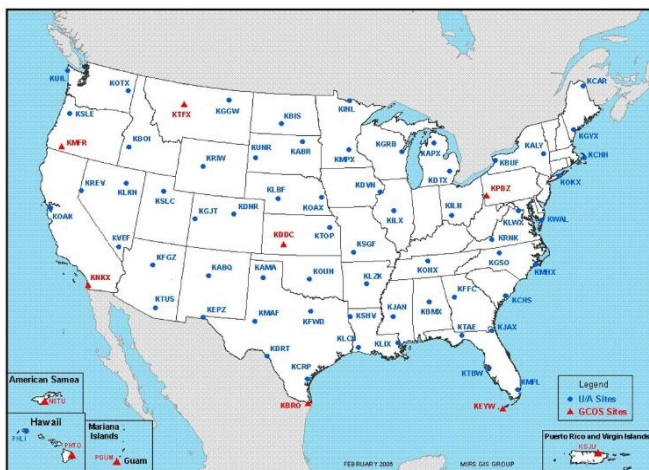 KUIL
KOTX
KCAR
KSLE
KTFX
KGGW
KBIS
KINL
KGRB
KAPX
KALY
KGYX
KMFR
KBOI
KUNR
KABR
KMPX
KBUF
KCHH
KRIW
KDTX
KOKX
KREV
KLKN
KSLC
KLBF
KOAX
KDVN
KILX
KILN
KPBZ
KOAK
KGJT
KDNR
KDDC
KTOP
KLWX
KWAL
KVEF
KSGF
KRNK
KFGZ
KABQ
KAMA
KOUN
KLZK
KOHX
KGSO
KMHX
KNKX
KTUS
KEPZ
KMAF
KFWD
KSHV
KJAN
KBMX
KFFC
KCHS
KDRT
KLCH
KLIX
KTAE
KJAX
KCRP
KTBW
KMFL
KBRO
KEYW
American Samoa
NSTU
Hawaii
PHLI
PHTO
Mariana
Islands
PGUM
Guam
Legend
U/A Sites
GCOS Sites
Puerto Rico and Virgin Islands
KSJU
FEBRUARY 2005